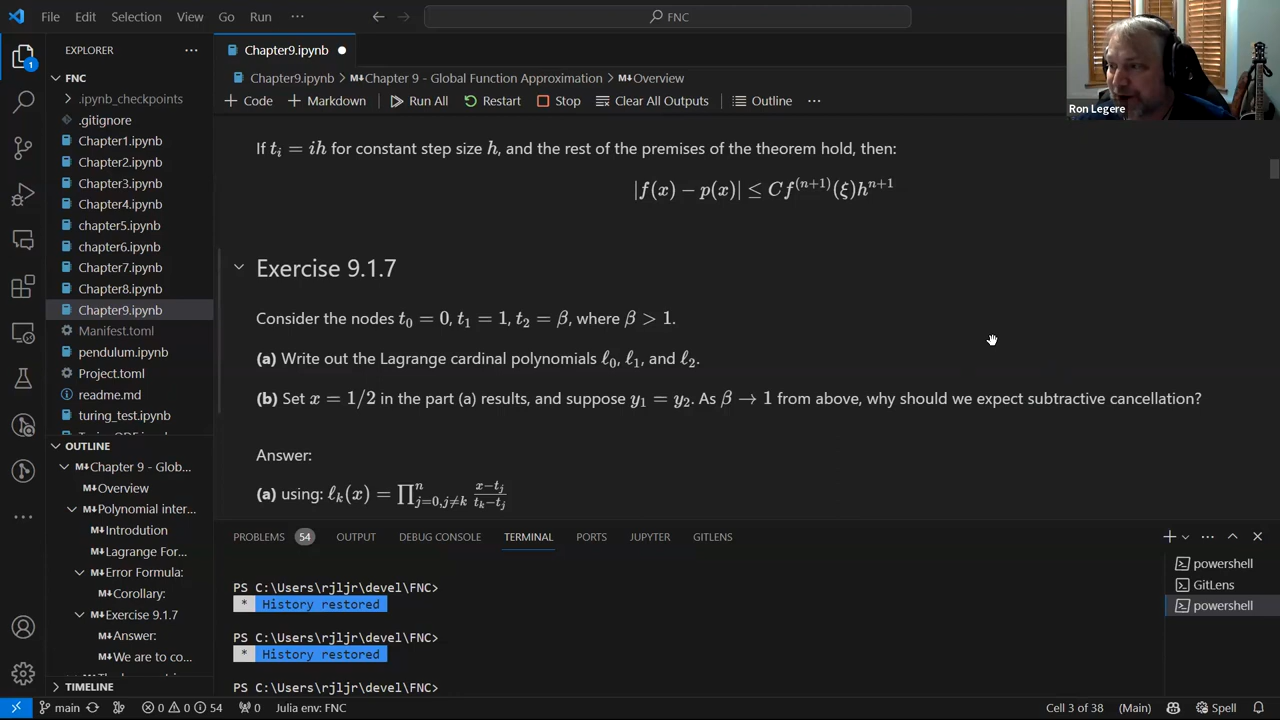 File Edit Selection View Go Run ··· FNC
EXPLORER ···
FNC
.ipynb_checkpoints
.gitignore
Chapter1.ipynb
Chapter2.ipynb
Chapter3.ipynb
Chapter4.ipynb
chapter5.ipynb
chapter6.ipynb
Chapter7.ipynb
Chapter8.ipynb
Chapter9.ipynb
Manifest.toml
pendulum.ipynb
Project.toml
readme.md
turing_test.ipynb
OUTLINE
Chapter 9 - Glob...
Overview
Polynomial inter...
Introdution
Lagrange For...
Error Formula:
Corollary:
Exercise 9.1.7
Answer:
We are to co...
TIMELINE
1
Chapter9.ipynb
Chapter9.ipynb > Chapter 9 - Global Function Approximation > Overview
+ Code + Markdown Run All Restart Stop Clear All Outputs Outline ···
Ron Legere
If t_i = ih for constant step size h, and the rest of the premises of the theorem hold, then:
|f(x) − p(x)| ≤ Cf^(n+1)(ξ)h^n+1
Exercise 9.1.7
Consider the nodes t_0 = 0, t_1 = 1, t_2 = β, where β > 1.
(a) Write out the Lagrange cardinal polynomials ℓ_0, ℓ_1, and ℓ_2.
(b) Set x = 1/2 in the part (a) results, and suppose y_1 = y_2. As β → 1 from above, why should we expect subtractive cancellation?
Answer:
(a) using: ℓ_k(x) = ∏_{j=0,j≠k}^n \frac{x−t_j}{t_k−t_j}
PROBLEMS 54 OUTPUT DEBUG CONSOLE TERMINAL PORTS JUPYTER GITLENS
PS C:\Users\rjljr\devel\FNC>
* History restored
PS C:\Users\rjljr\devel\FNC>
* History restored
PS C:\Users\rjljr\devel\FNC>
powershell
GitLens
powershell
main 0 0 54 0 Julia env: FNC Cell 3 of 38 (Main) Spell